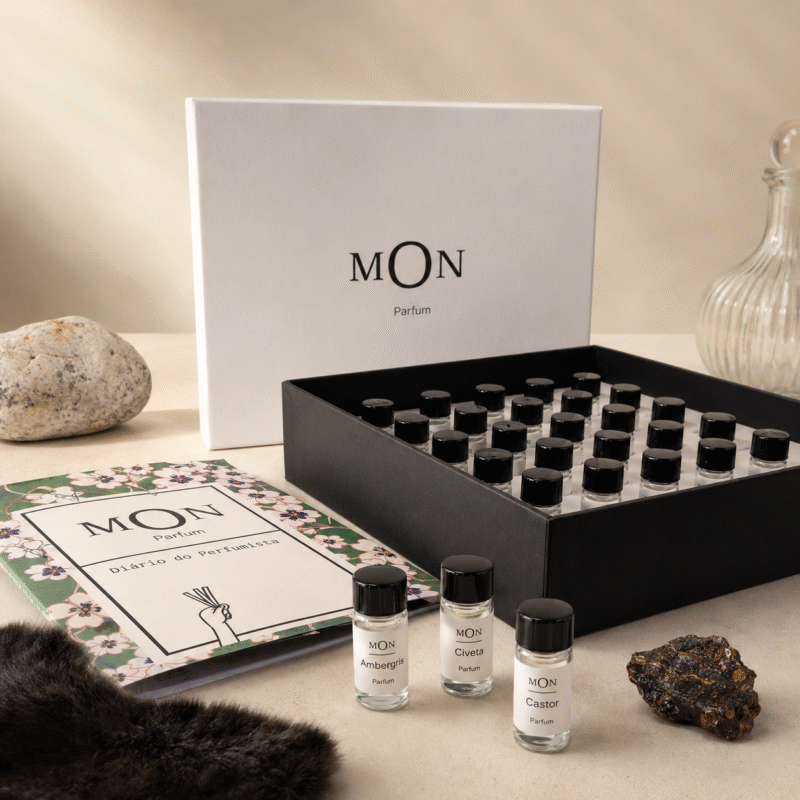 MON
Parfum
MON
Parfum
Diário do Perfumista
MON
Ambergris
Parfum
MON
Civeta
Parfum
MON
Castor
Parfum